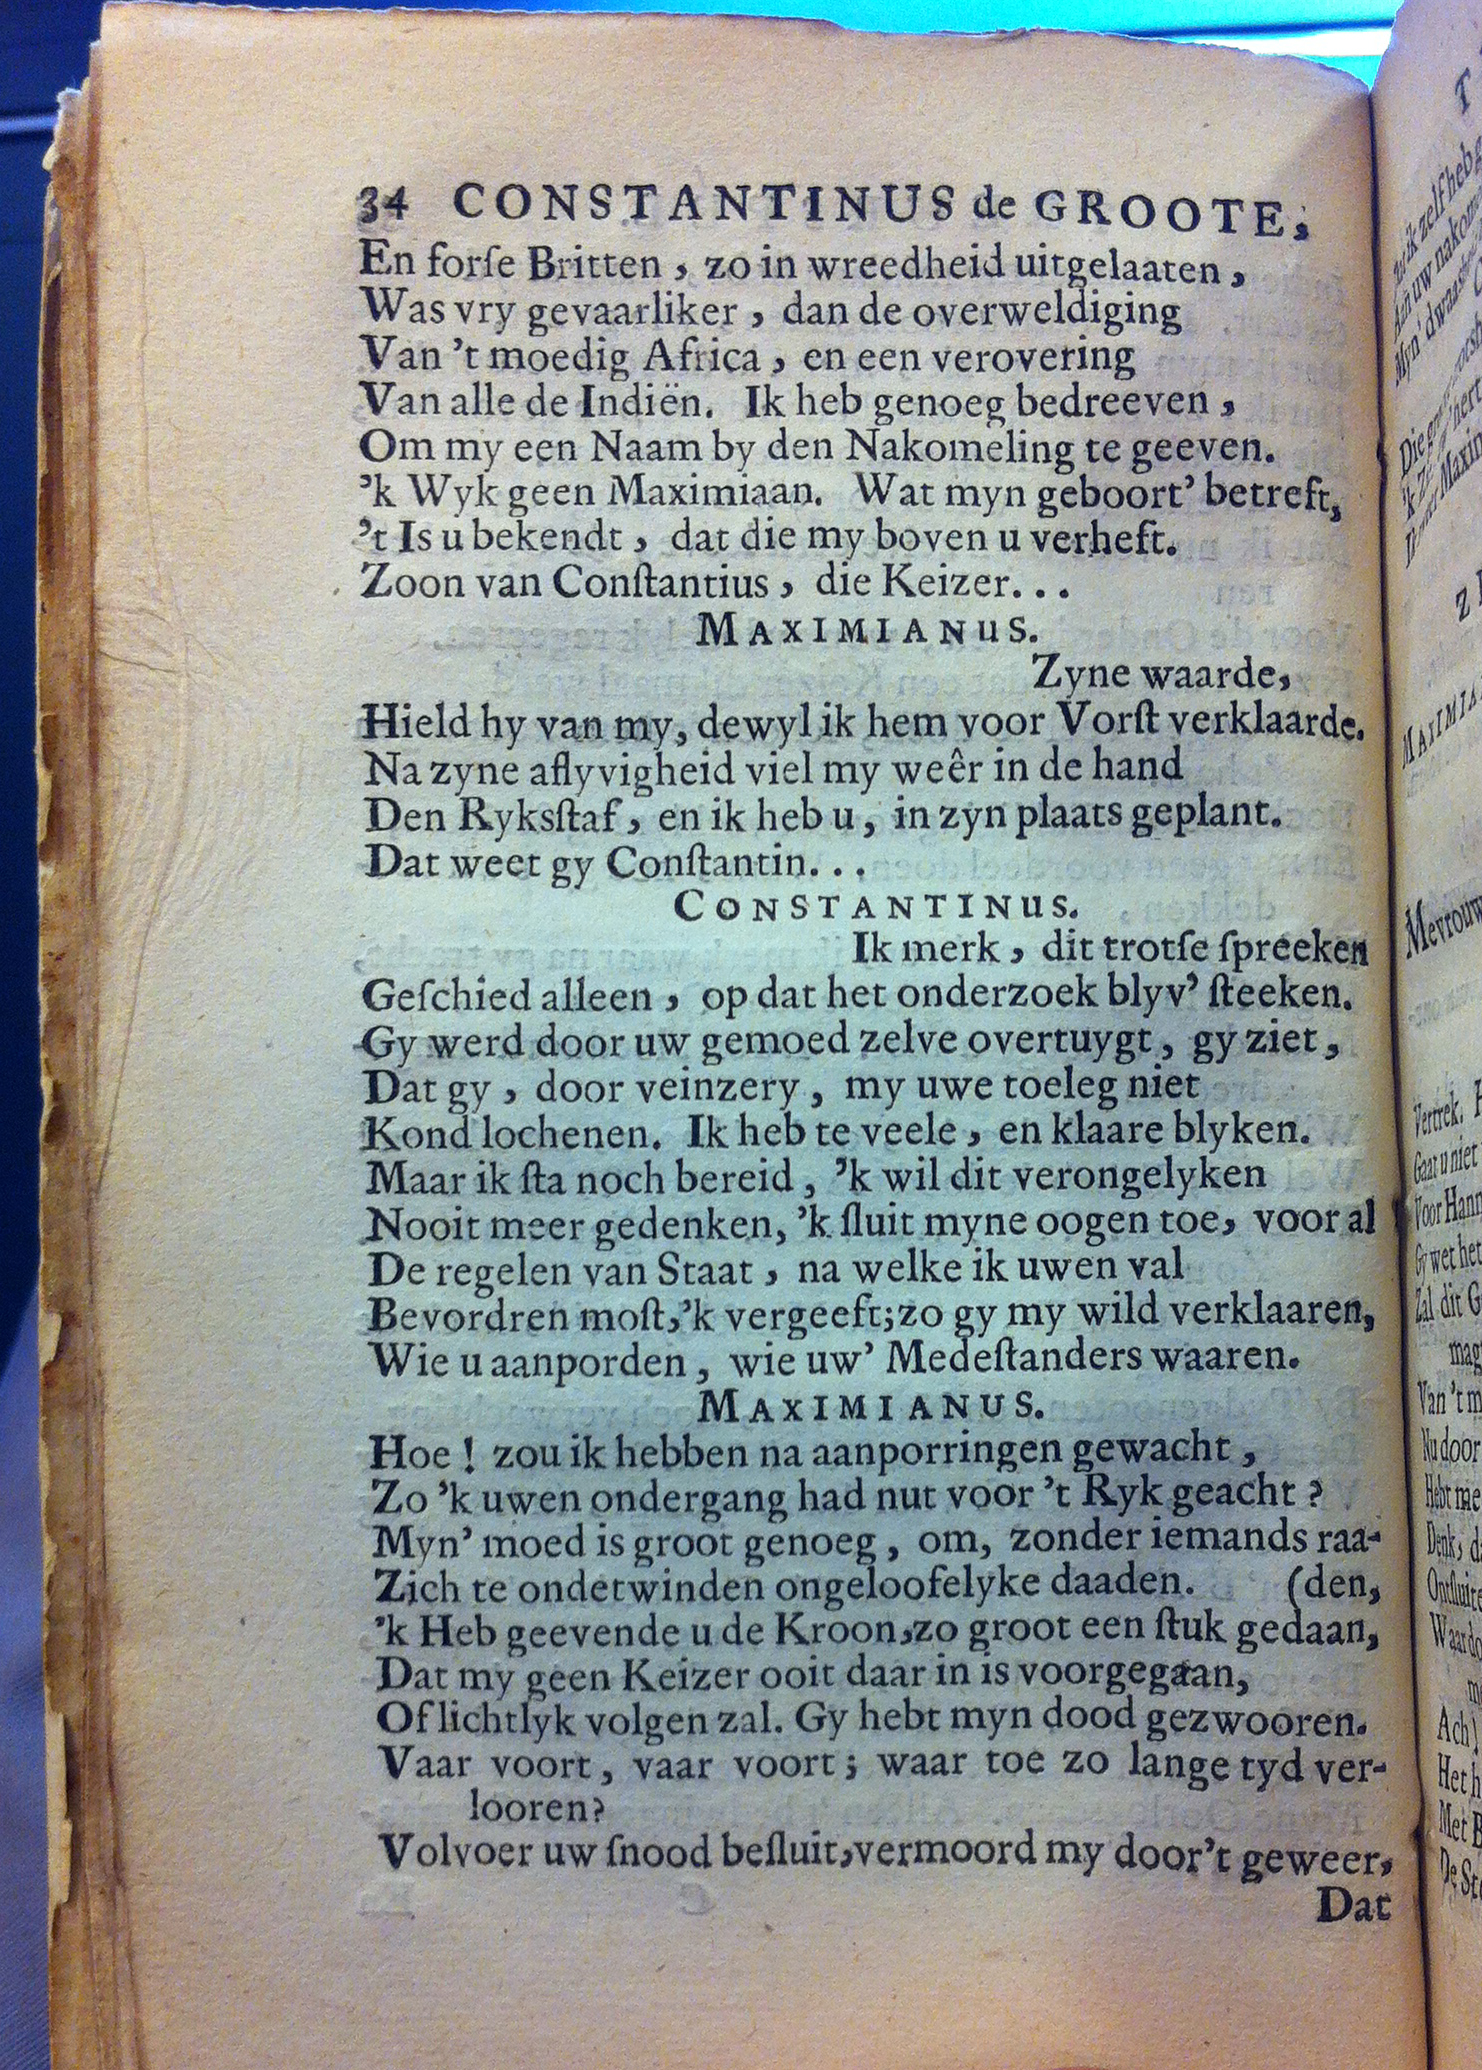 34 CONSTANTINUS de GROOTE,
En forſe Britten, zo in wreedheid uitgelaaten,
Was vry gevaarliker, dan de overweldiging
Van 't moedig Africa, en een verovering
Van alle de Indiën. Ik heb genoeg bedreeven,
Om my een Naam by den Nakomeling te geeven.
'k Wyk geen Maximiaan. Wat myn geboort' betreft,
't Is u bekendt, dat die my boven u verheft.
Zoon van Conſtantius, die Keizer...
MAXIMIANUS.
Zyne waarde,
Hield hy van my, dewyl ik hem voor Vorſt verklaarde.
Na zyne aflyvigheid viel my weêr in de hand
Den Ryksſtaf, en ik heb u, in zyn plaats geplant.
Dat weet gy Conſtantin...
CONSTANTINUS.
Ik merk, dit trotſe ſpreeken
Geſchied alleen, op dat het onderzoek blyv' ſteeken.
Gy werd door uw gemoed zelve overtuygt, gy ziet,
Dat gy, door veinzery, my uwe toeleg niet
Kond lochenen. Ik heb te veele, en klaare blyken.
Maar ik ſta noch bereid, 'k wil dit verongelyken
Nooit meer gedenken, 'k ſluit myne oogen toe, voor al
De regelen van Staat, na welke ik uwen val
Bevordren moſt, 'k vergeeft; zo gy my wild verklaaren,
Wie u aanporden, wie uw' Medeſtanders waaren.
MAXIMIANUS.
Hoe! zou ik hebben na aanporringen gewacht,
Zo 'k uwen ondergang had nut voor 't Ryk geacht?
Myn' moed is groot genoeg, om, zonder iemands raa-
Zich te onderwinden ongeloofelyke daaden. (den,
'k Heb geevende u de Kroon, zo groot een ſtuk gedaan,
Dat my geen Keizer ooit daar in is voorgegaan,
Of lichtlyk volgen zal. Gy hebt myn dood gezwooren.
Vaar voort, vaar voort; waar toe zo lange tyd ver-
looren?
Volvoer uw ſnood beſluit, vermoord my door't geweer,
Dat